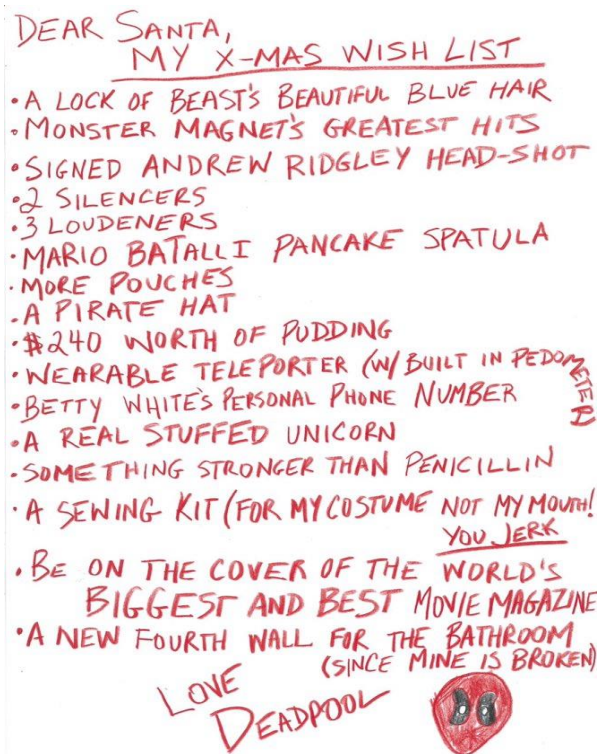 DEAR SANTA,
MY X-MAS WISH LIST
• A LOCK OF BEAST'S BEAUTIFUL BLUE HAIR
• MONSTER MAGNET'S GREATEST HITS
• SIGNED ANDREW RIDGLEY HEAD-SHOT
• 2 SILENCERS
• 3 LOUDENERS
• MARIO BATALLI PANCAKE SPATULA
• MORE POUCHES
• A PIRATE HAT
• $240 WORTH OF PUDDING
• WEARABLE TELEPORTER (W/ BUILT IN PEDOMETER)
• BETTY WHITE'S PERSONAL PHONE NUMBER
• A REAL STUFFED UNICORN
• SOMETHING STRONGER THAN PENICILLIN
• A SEWING KIT (FOR MY COSTUME NOT MY MOUTH!
YOU JERK
• BE ON THE COVER OF THE WORLD'S
BIGGEST AND BEST MOVIE MAGAZINE
• A NEW FOURTH WALL FOR THE BATHROOM
(SINCE MINE IS BROKEN)
LOVE
DEADPOOL